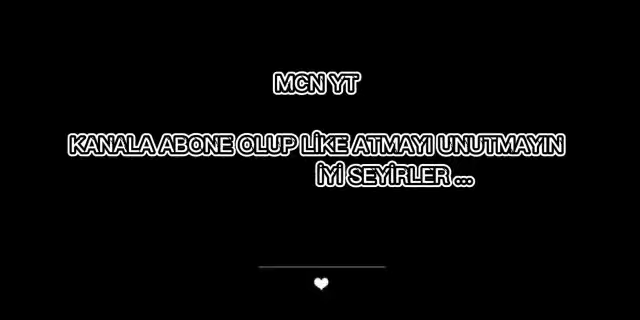 MCN YT
KANALA ABONE OLUP LİKE ATMAYI UNUTMAYIN
İYİ SEYİRLER ...